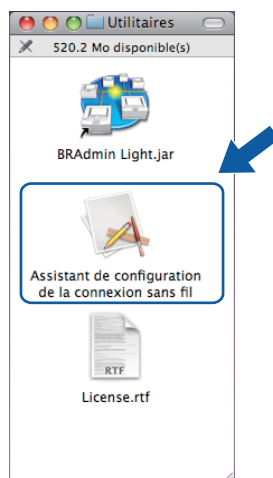 Utilitaires
520.2 Mo disponible(s)
BRAdmin Light.jar
Assistant de configuration
de la connexion sans fil
RTF
License.rtf